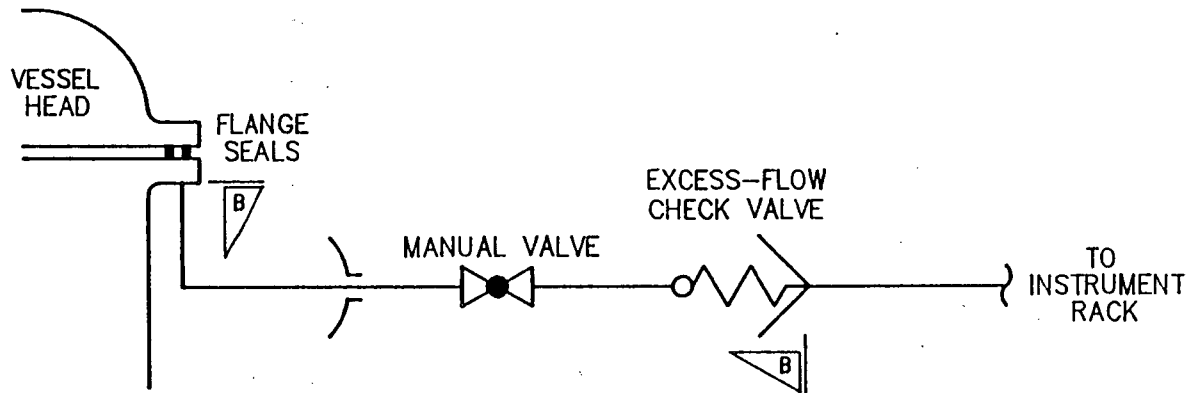 VESSEL
HEAD
FLANGE
SEALS
B
MANUAL VALVE
EXCESS-FLOW
CHECK VALVE
B
TO
INSTRUMENT
RACK